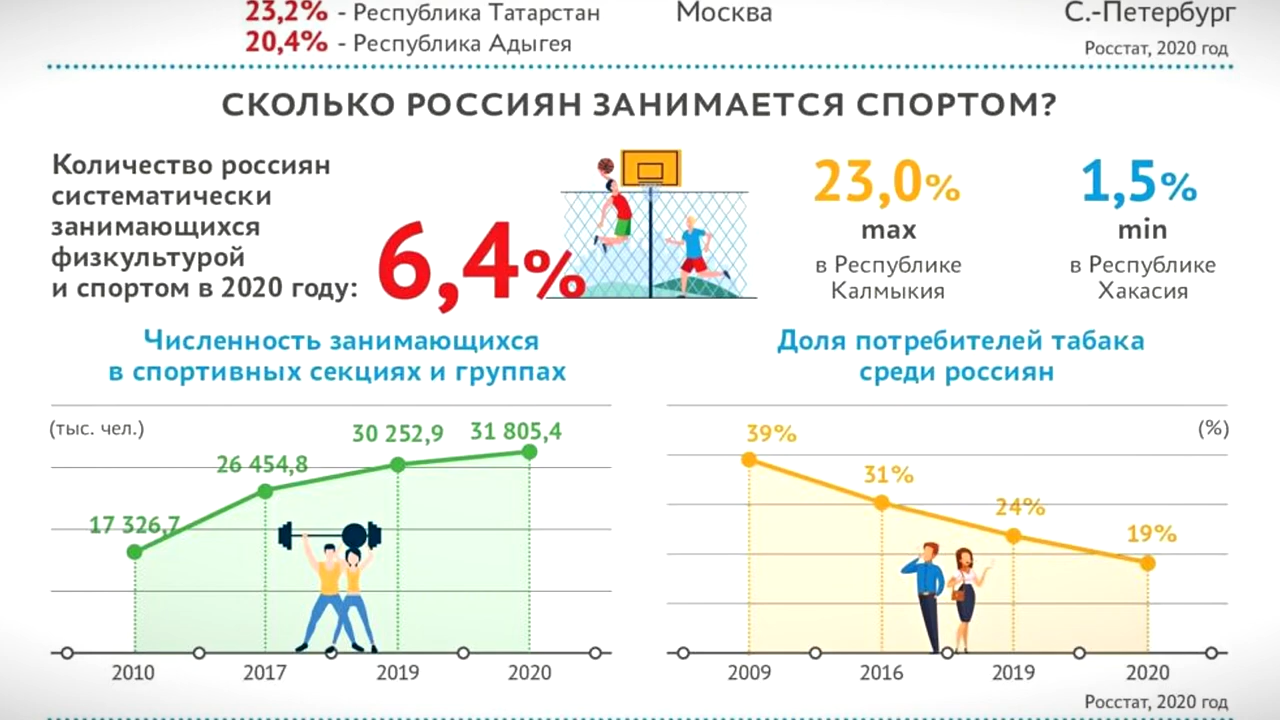 23,2% - Республика Татарстан
20,4% - Республика Адыгея
Москва
С.-Петербург
Росстат, 2020 год
СКОЛЬКО РОССИЯН ЗАНИМАЕТСЯ СПОРТОМ?
Количество россиян
систематически
занимающихся
физкультурой
и спортом в 2020 году:
6,4%
23,0%
max
в Республике
Калмыкия
1,5%
min
в Республике
Хакасия
Численность занимающихся
в спортивных секциях и группах
(тыс. чел.)
17 326,7
26 454,8
30 252,9
31 805,4
2010
2017
2019
2020
Доля потребителей табака
среди россиян
(%)
39%
31%
24%
19%
2009
2016
2019
2020
Росстат, 2020 год